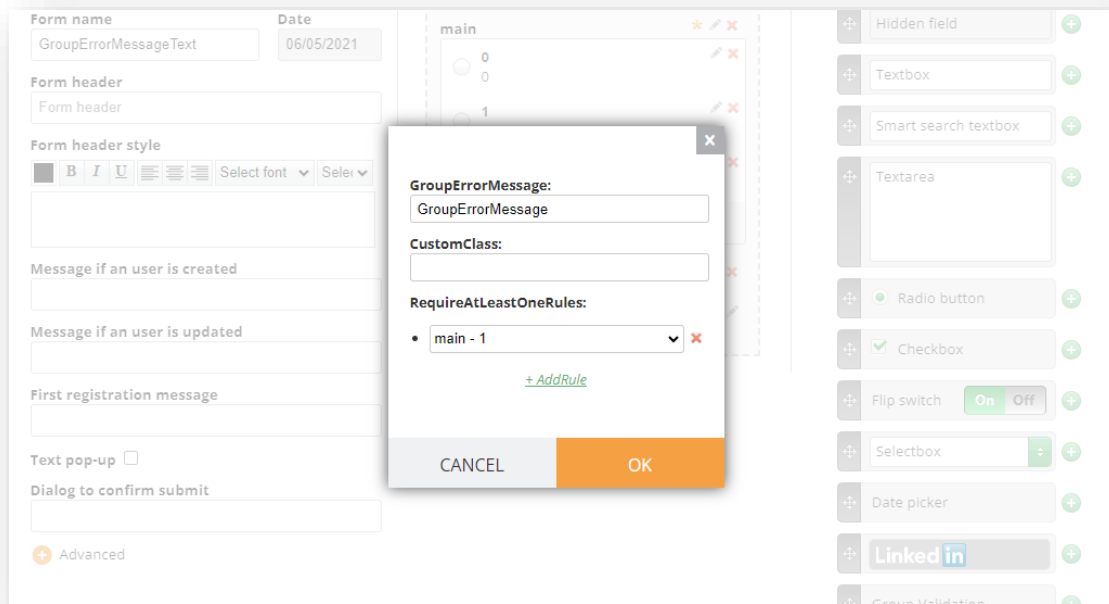 Form name
Date
GroupErrorMessageText
06/05/2021
Form header
Form header
Form header style
B I U Select font Selec
Message if an user is created
Message if an user is updated
First registration message
Text pop-up
Dialog to confirm submit
Advanced
main
0
0
1
x
GroupErrorMessage:
GroupErrorMessage
CustomClass:
RequireAtLeastOneRules:
main - 1
+ AddRule
CANCEL
OK
Hidden field
Textbox
Smart search textbox
Textarea
Radio button
Checkbox
Flip switch On Off
Selectbox
Date picker
Linked in
Group Validation